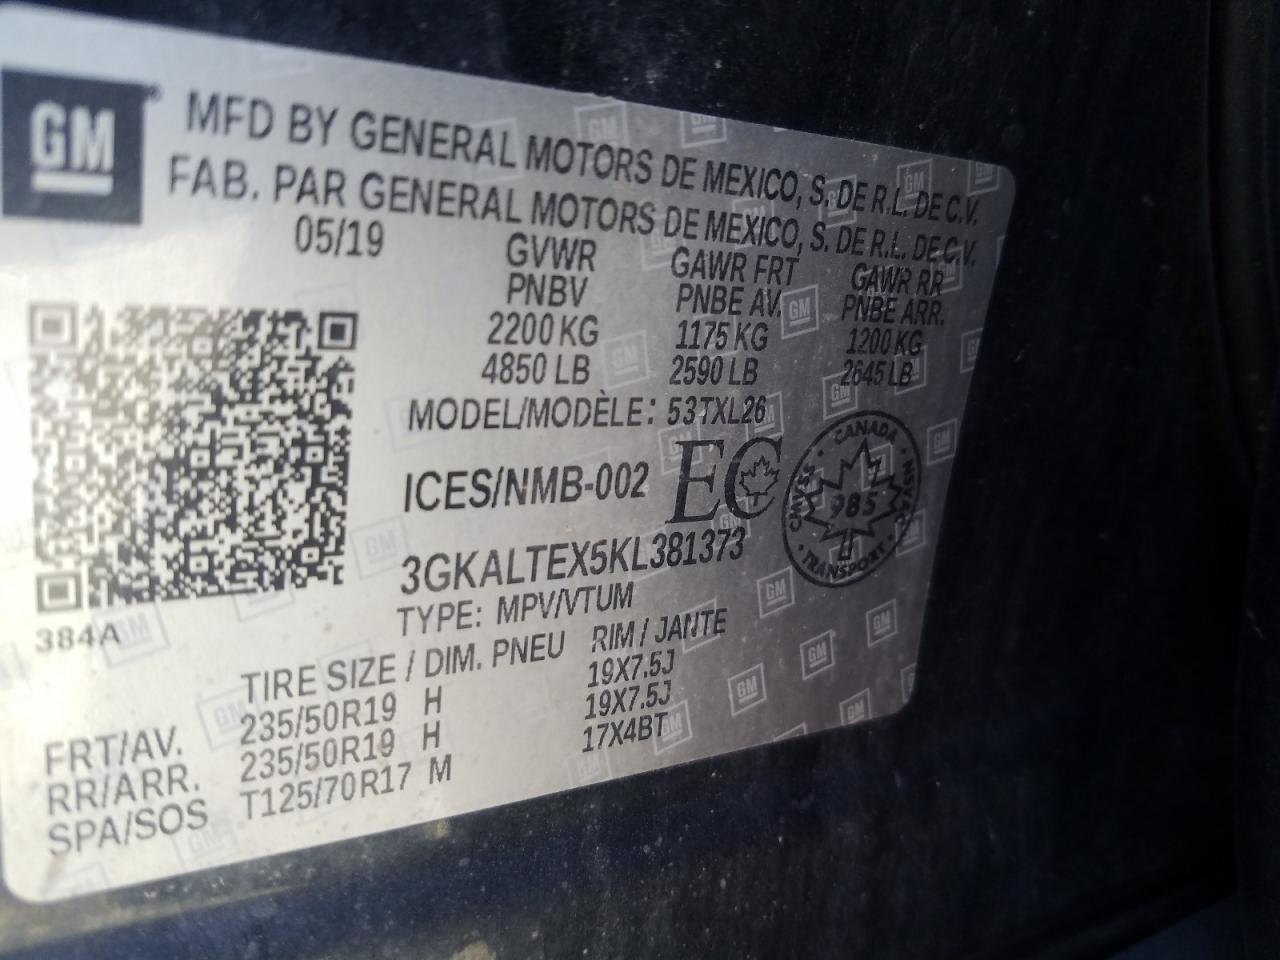 GM
MFD BY GENERAL MOTORS DE MEXICO, S. DE R.L. DE C.V.
FAB. PAR GENERAL MOTORS DE MEXICO, S. DE R.L. DE C.V.
05/19
GVWR GAWR FRT GAWR RR
PNBV PNBE AV. PNBE ARR.
2200 KG 1175 KG 1200 KG
4850 LB 2590 LB 2645 LB
MODEL/MODÈLE: 53TXL26
ICES/NMB-002 EC
CANADA
CMVSS 985 NSVAC
TRANSPORT
3GKALTEX5KL381373
TYPE: MPV/VTUM
384A
TIRE SIZE / DIM. PNEU RIM / JANTE
FRT/AV. 235/50R19 H 19X7.5J
RR/ARR. 235/50R19 H 19X7.5J
SPA/SOS T125/70R17 M 17X4BT